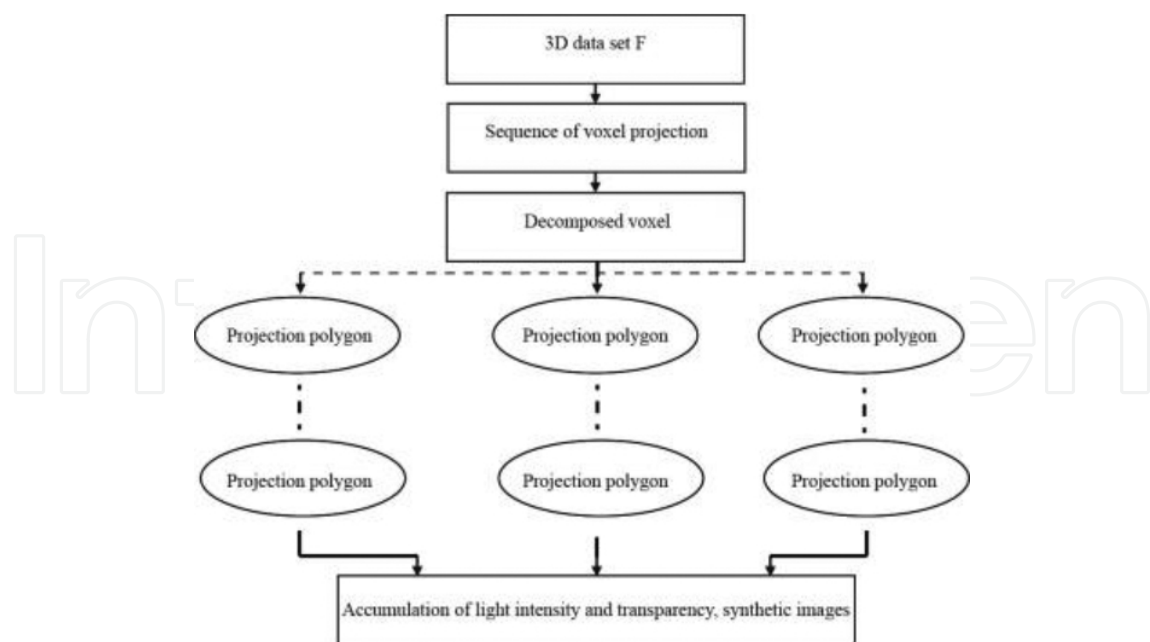 3D data set F
Sequence of voxel projection
Decomposed voxel
Projection polygon Projection polygon Projection polygon
Projection polygon Projection polygon Projection polygon
Accumulation of light intensity and transparency, synthetic images